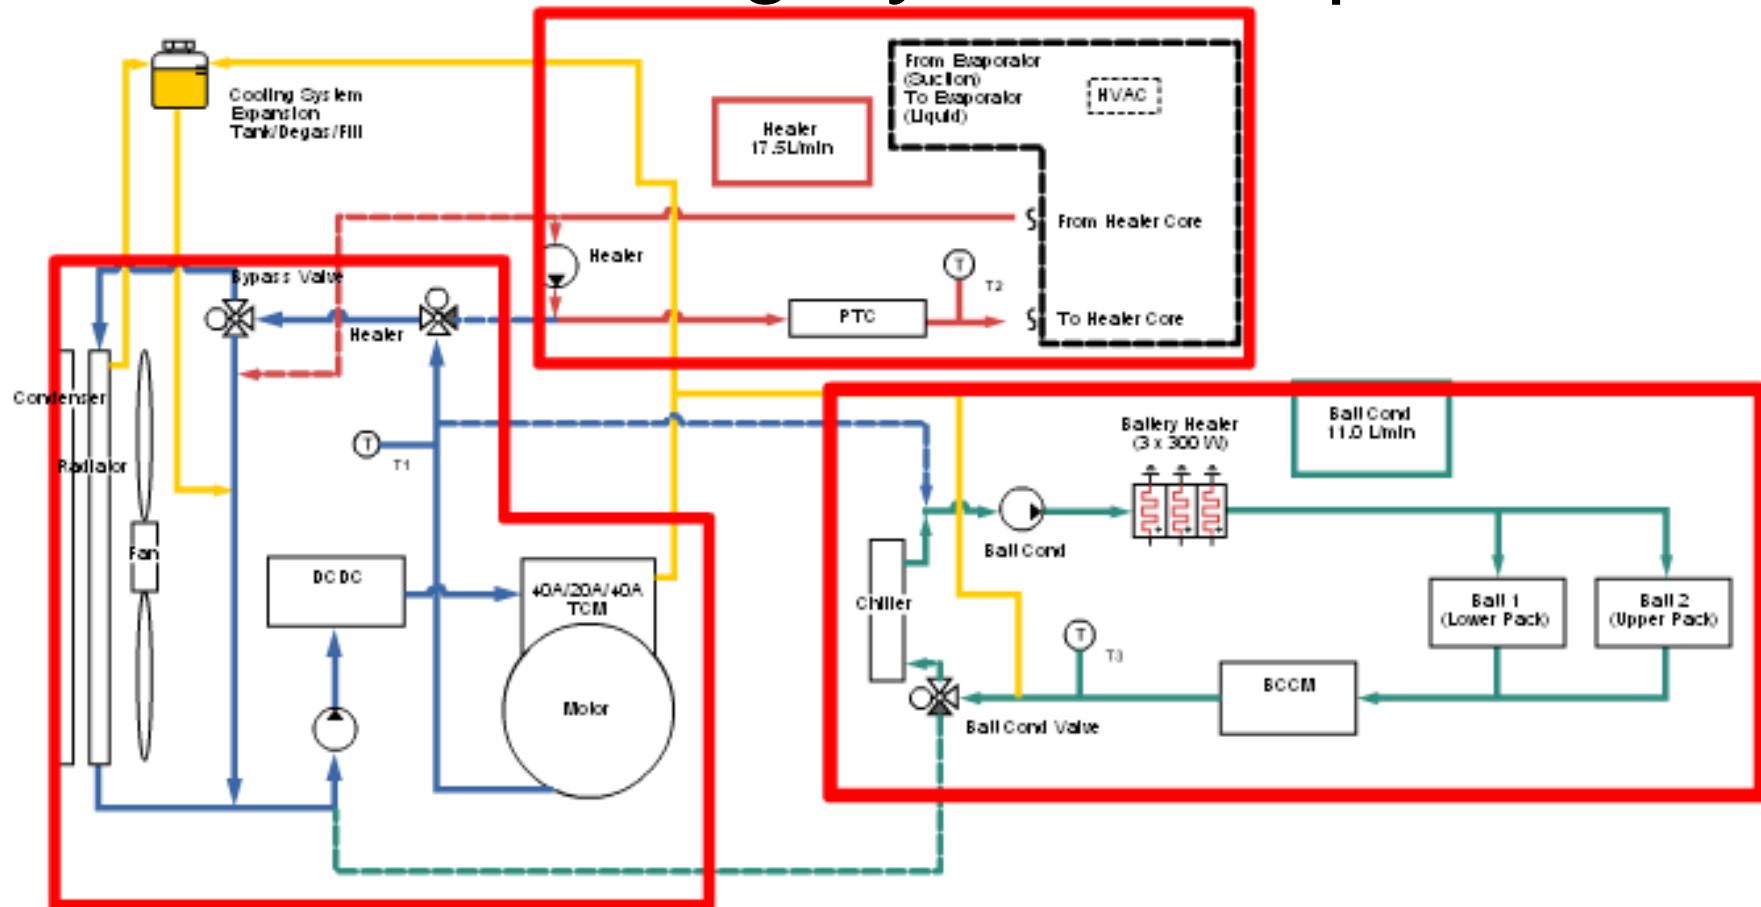 Cooling System
Expansion
Tank/Degas/Fill
From Evaporator
(Suction)
To Evaporator
(Liquid)
HVAC
Heater
17.5L/min
From Heater Core
Heater
T
T2
PTC
To Heater Core
Bypass Valve
Heater
Condenser
Radiator
Fan
T
T1
DCDC
40A/20A/40A
TCM
Motor
Batt Cond
11.0 L/min
Battery Heater
(3 x 300 W)
Batt Cond
Chiller
T
T3
Batt 1
(Lower Pack)
Batt 2
(Upper Pack)
BCCM
Batt Cond Valve